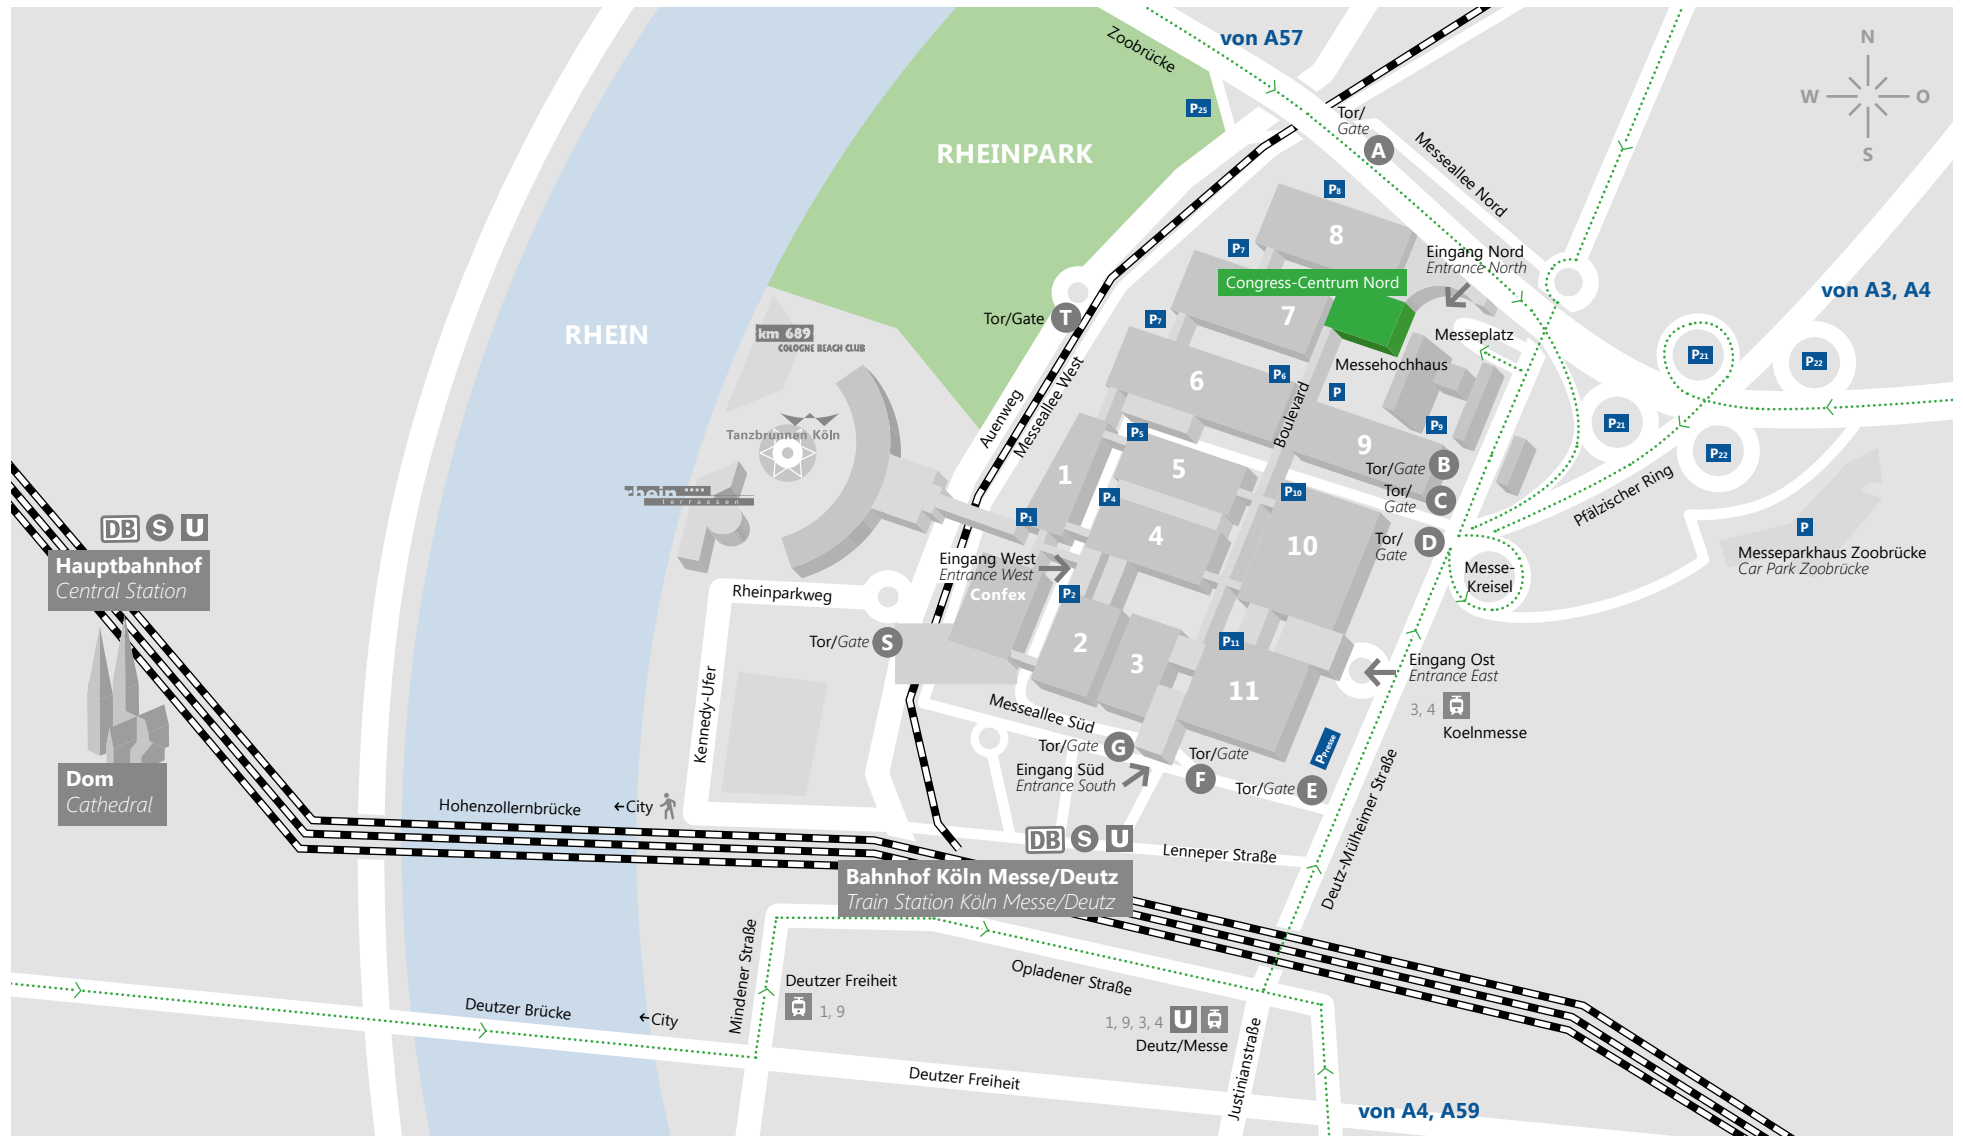 von A57
N
W
O
S
Zoobrücke
P25
Tor/
Gate
A
Messeallee Nord
RHEINPARK
P8
8
Eingang Nord
Entrance North
P7
Congress-Centrum Nord
von A3, A4
RHEIN
km 689
COLOGNE BEACH CLUB
Tor/Gate
T
P7
7
Messeplatz
P21
P22
Messehochhaus
Messeallee West
Auenweg
6
P6
P
Boulevard
P21
P22
Tanzbrunnen Köln
P5
9
P9
1
5
Tor/Gate
B
rhein
terrassen
P4
P10
Tor/
Gate
C
Pfälzischer Ring
P1
4
10
Tor/
Gate
D
P
Messeparkhaus Zoobrücke
Car Park Zoobrücke
DB
S
U
Hauptbahnhof
Central Station
Eingang West
Entrance West
Confex
Messe-
Kreisel
P2
Rheinparkweg
Tor/Gate
S
2
3
P11
11
Eingang Ost
Entrance East
3, 4
Koelnmesse
Kennedy-Ufer
Messeallee Süd
Tor/Gate
G
Tor/Gate
F
PPresse
Eingang Süd
Entrance South
Tor/Gate
E
Deutz-Mülheimer Straße
Dom
Cathedral
Hohenzollernbrücke
City
DB
S
U
Lenneper Straße
Bahnhof Köln Messe/Deutz
Train Station Köln Messe/Deutz
Mindener Straße
Deutzer Freiheit
1, 9
Opladener Straße
Deutzer Brücke
City
1, 9, 3, 4
U
Deutz/Messe
Justinianstraße
Deutzer Freiheit
von A4, A59